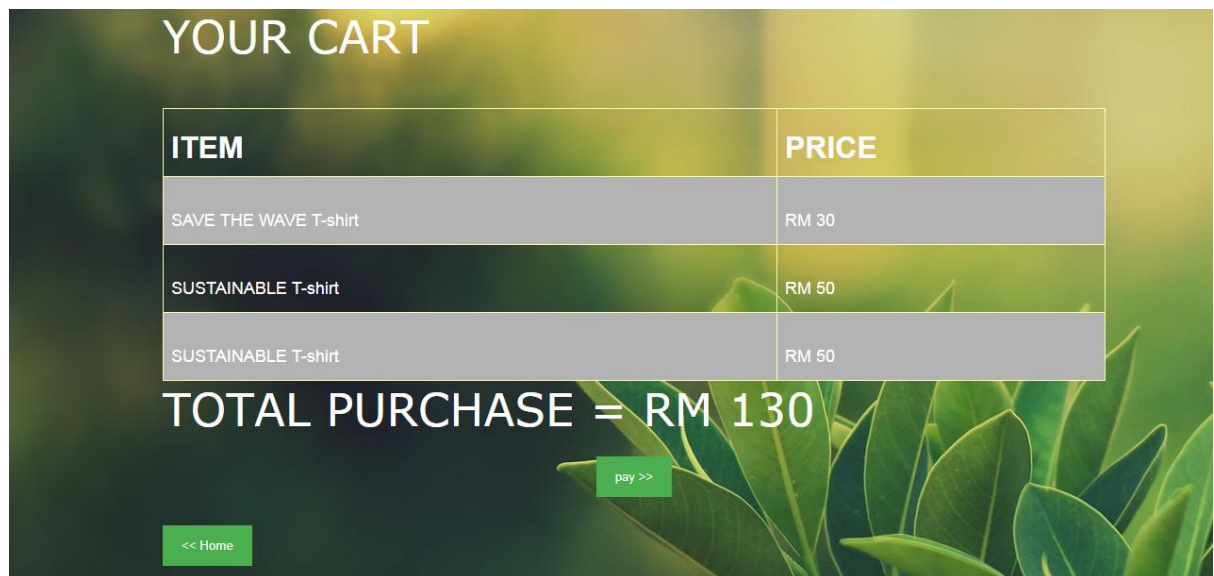 YOUR CART
ITEM PRICE
SAVE THE WAVE T-shirt RM 30
SUSTAINABLE T-shirt RM 50
SUSTAINABLE T-shirt RM 50
TOTAL PURCHASE = RM 130
pay >>
<< Home